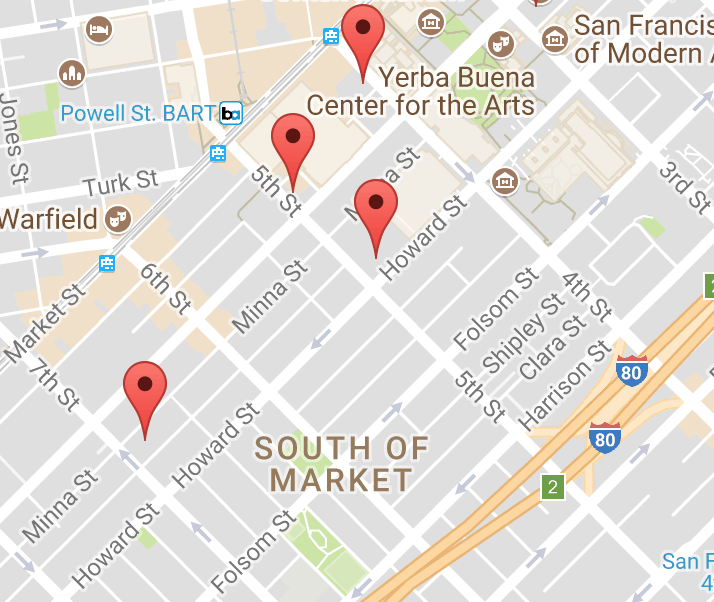 San Francis
of Modern A
Yerba Buena
Center for the Arts
Jones St
Powell St. BART
ba
Turk St
5th St
a St
3rd St
Warfield
Howard St
6th St
Minna St
4th St
Folsom St
Shipley St
Clara St
Harrison St
Market St
7th St
5th St
80
80
2
2
Howard St
SOUTH OF
MARKET
Minna St
Howard St
Folsom St
San F
4